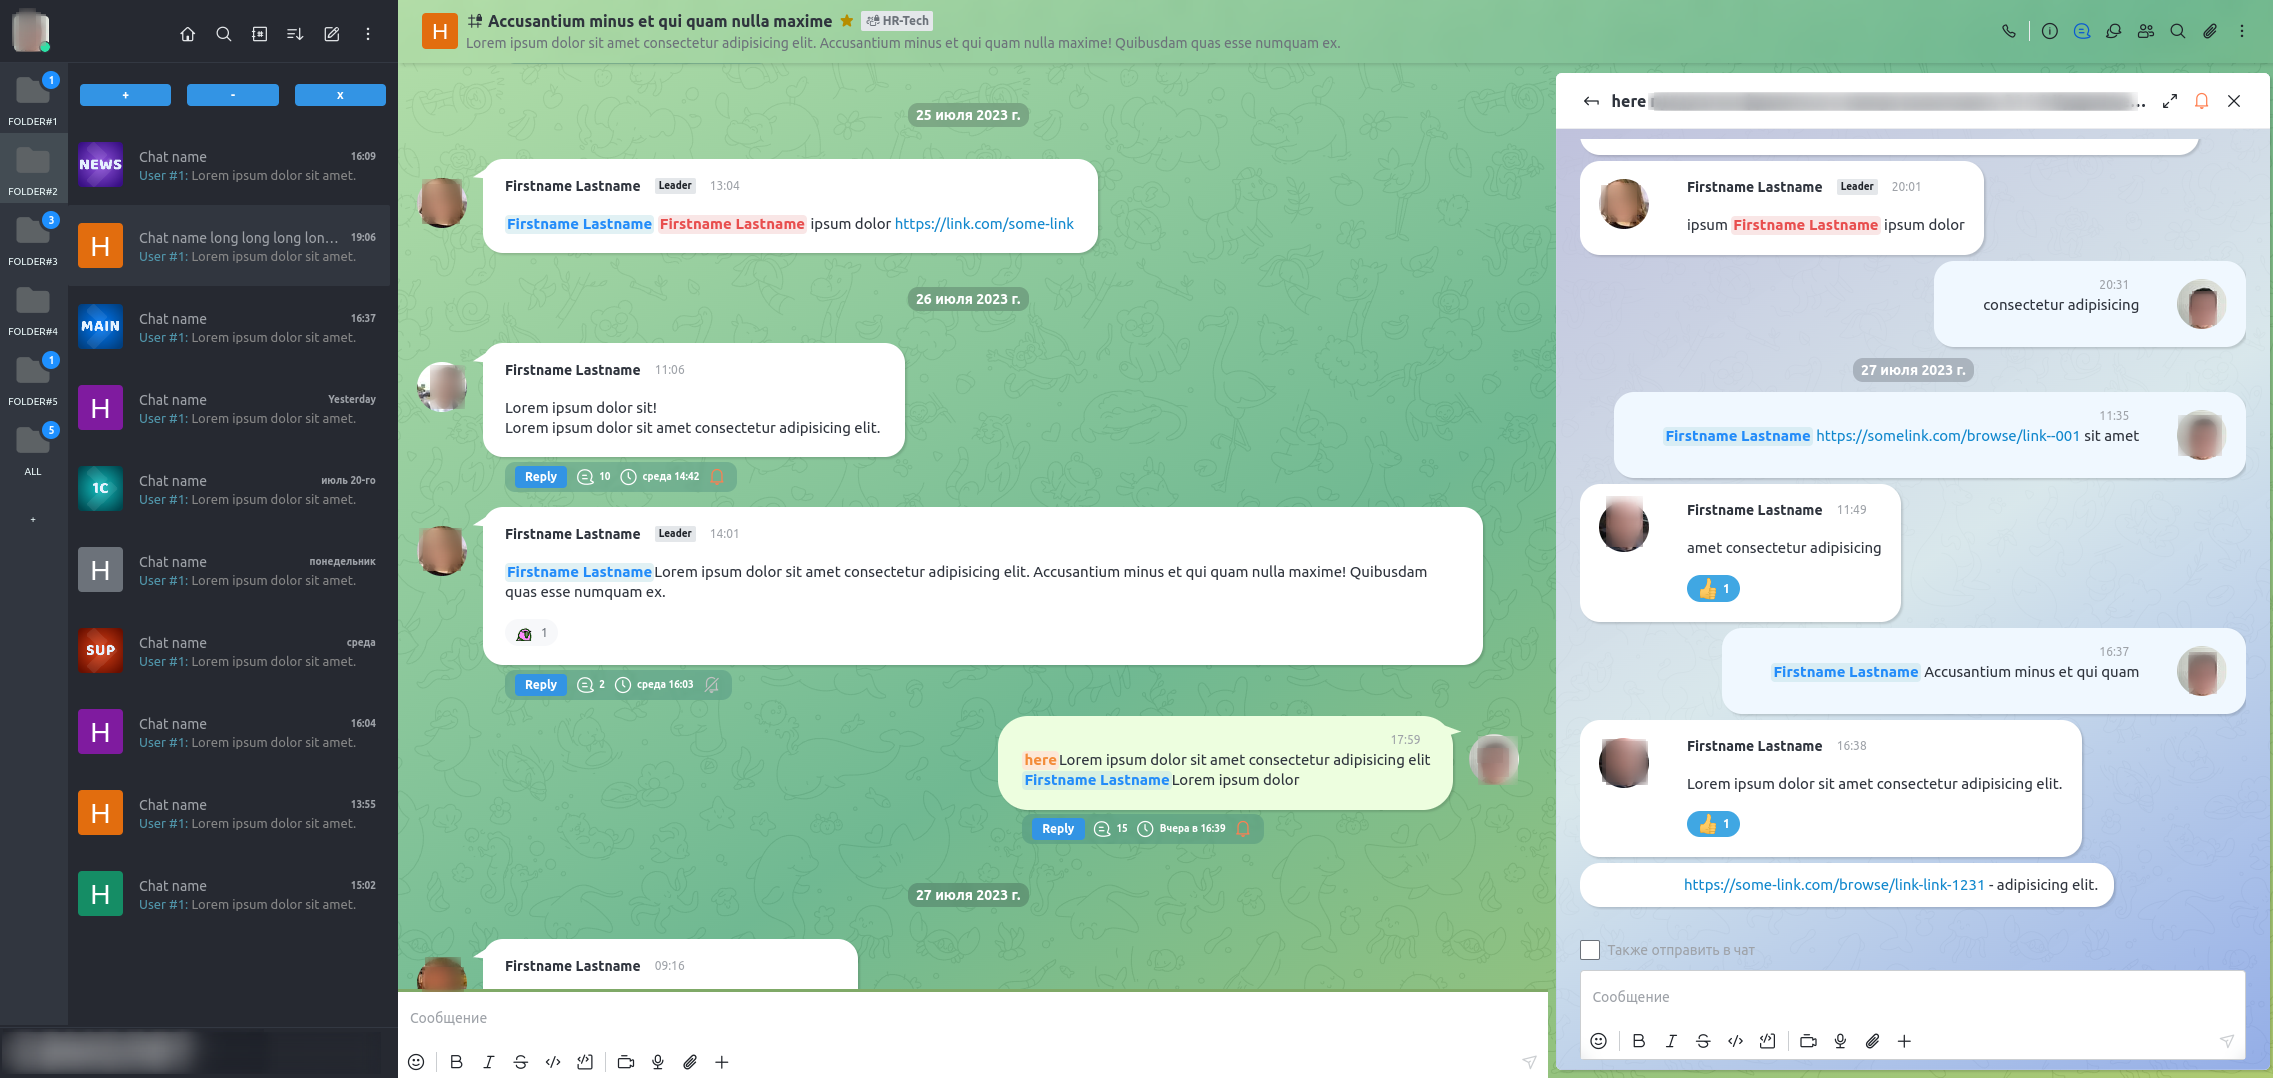 1
FOLDER#1
FOLDER#2
3
FOLDER#3
FOLDER#4
1
FOLDER#5
5
ALL
+
+
-
x
NEWS
Chat name
16:09
User #1: Lorem ipsum dolor sit amet.
H
Chat name long long long lon...
19:06
User #1: Lorem ipsum dolor sit amet.
MAIN
Chat name
16:37
User #1: Lorem ipsum dolor sit amet.
H
Chat name
Yesterday
User #1: Lorem ipsum dolor sit amet.
1C
Chat name
июль 20-го
User #1: Lorem ipsum dolor sit amet.
H
Chat name
понедельник
User #1: Lorem ipsum dolor sit amet.
SUP
Chat name
среда
User #1: Lorem ipsum dolor sit amet.
H
Chat name
16:04
User #1: Lorem ipsum dolor sit amet.
H
Chat name
13:55
User #1: Lorem ipsum dolor sit amet.
H
Chat name
15:02
User #1: Lorem ipsum dolor sit amet.
H
Accusantium minus et qui quam nulla maxime
HR-Tech
Lorem ipsum dolor sit amet consectetur adipisicing elit. Accusantium minus et qui quam nulla maxime! Quibusdam quas esse numquam ex.
25 июля 2023 г.
Firstname Lastname Leader 13:04
Firstname Lastname Firstname Lastname ipsum dolor https://link.com/some-link
26 июля 2023 г.
Firstname Lastname 11:06
Lorem ipsum dolor sit!
Lorem ipsum dolor sit amet consectetur adipisicing elit.
Reply 10 среда 14:42
Firstname Lastname Leader 14:01
Firstname Lastname Lorem ipsum dolor sit amet consectetur adipisicing elit. Accusantium minus et qui quam nulla maxime! Quibusdam
quas esse numquam ex.
1
Reply 2 среда 16:03
17:59
here Lorem ipsum dolor sit amet consectetur adipisicing elit
Firstname Lastname Lorem ipsum dolor
Reply 15 Вчера в 16:39
27 июля 2023 г.
Firstname Lastname 09:16
Сообщение
B I S
here ...
Firstname Lastname Leader 20:01
ipsum Firstname Lastname ipsum dolor
20:31
consectetur adipisicing
27 июля 2023 г.
11:35
Firstname Lastname https://somelink.com/browse/link--001 sit amet
Firstname Lastname 11:49
amet consectetur adipisicing
1
16:37
Firstname Lastname Accusantium minus et qui quam
Firstname Lastname 16:38
Lorem ipsum dolor sit amet consectetur adipisicing elit.
1
https://some-link.com/browse/link-link-1231 - adipisicing elit.
Также отправить в чат
Сообщение
B I S